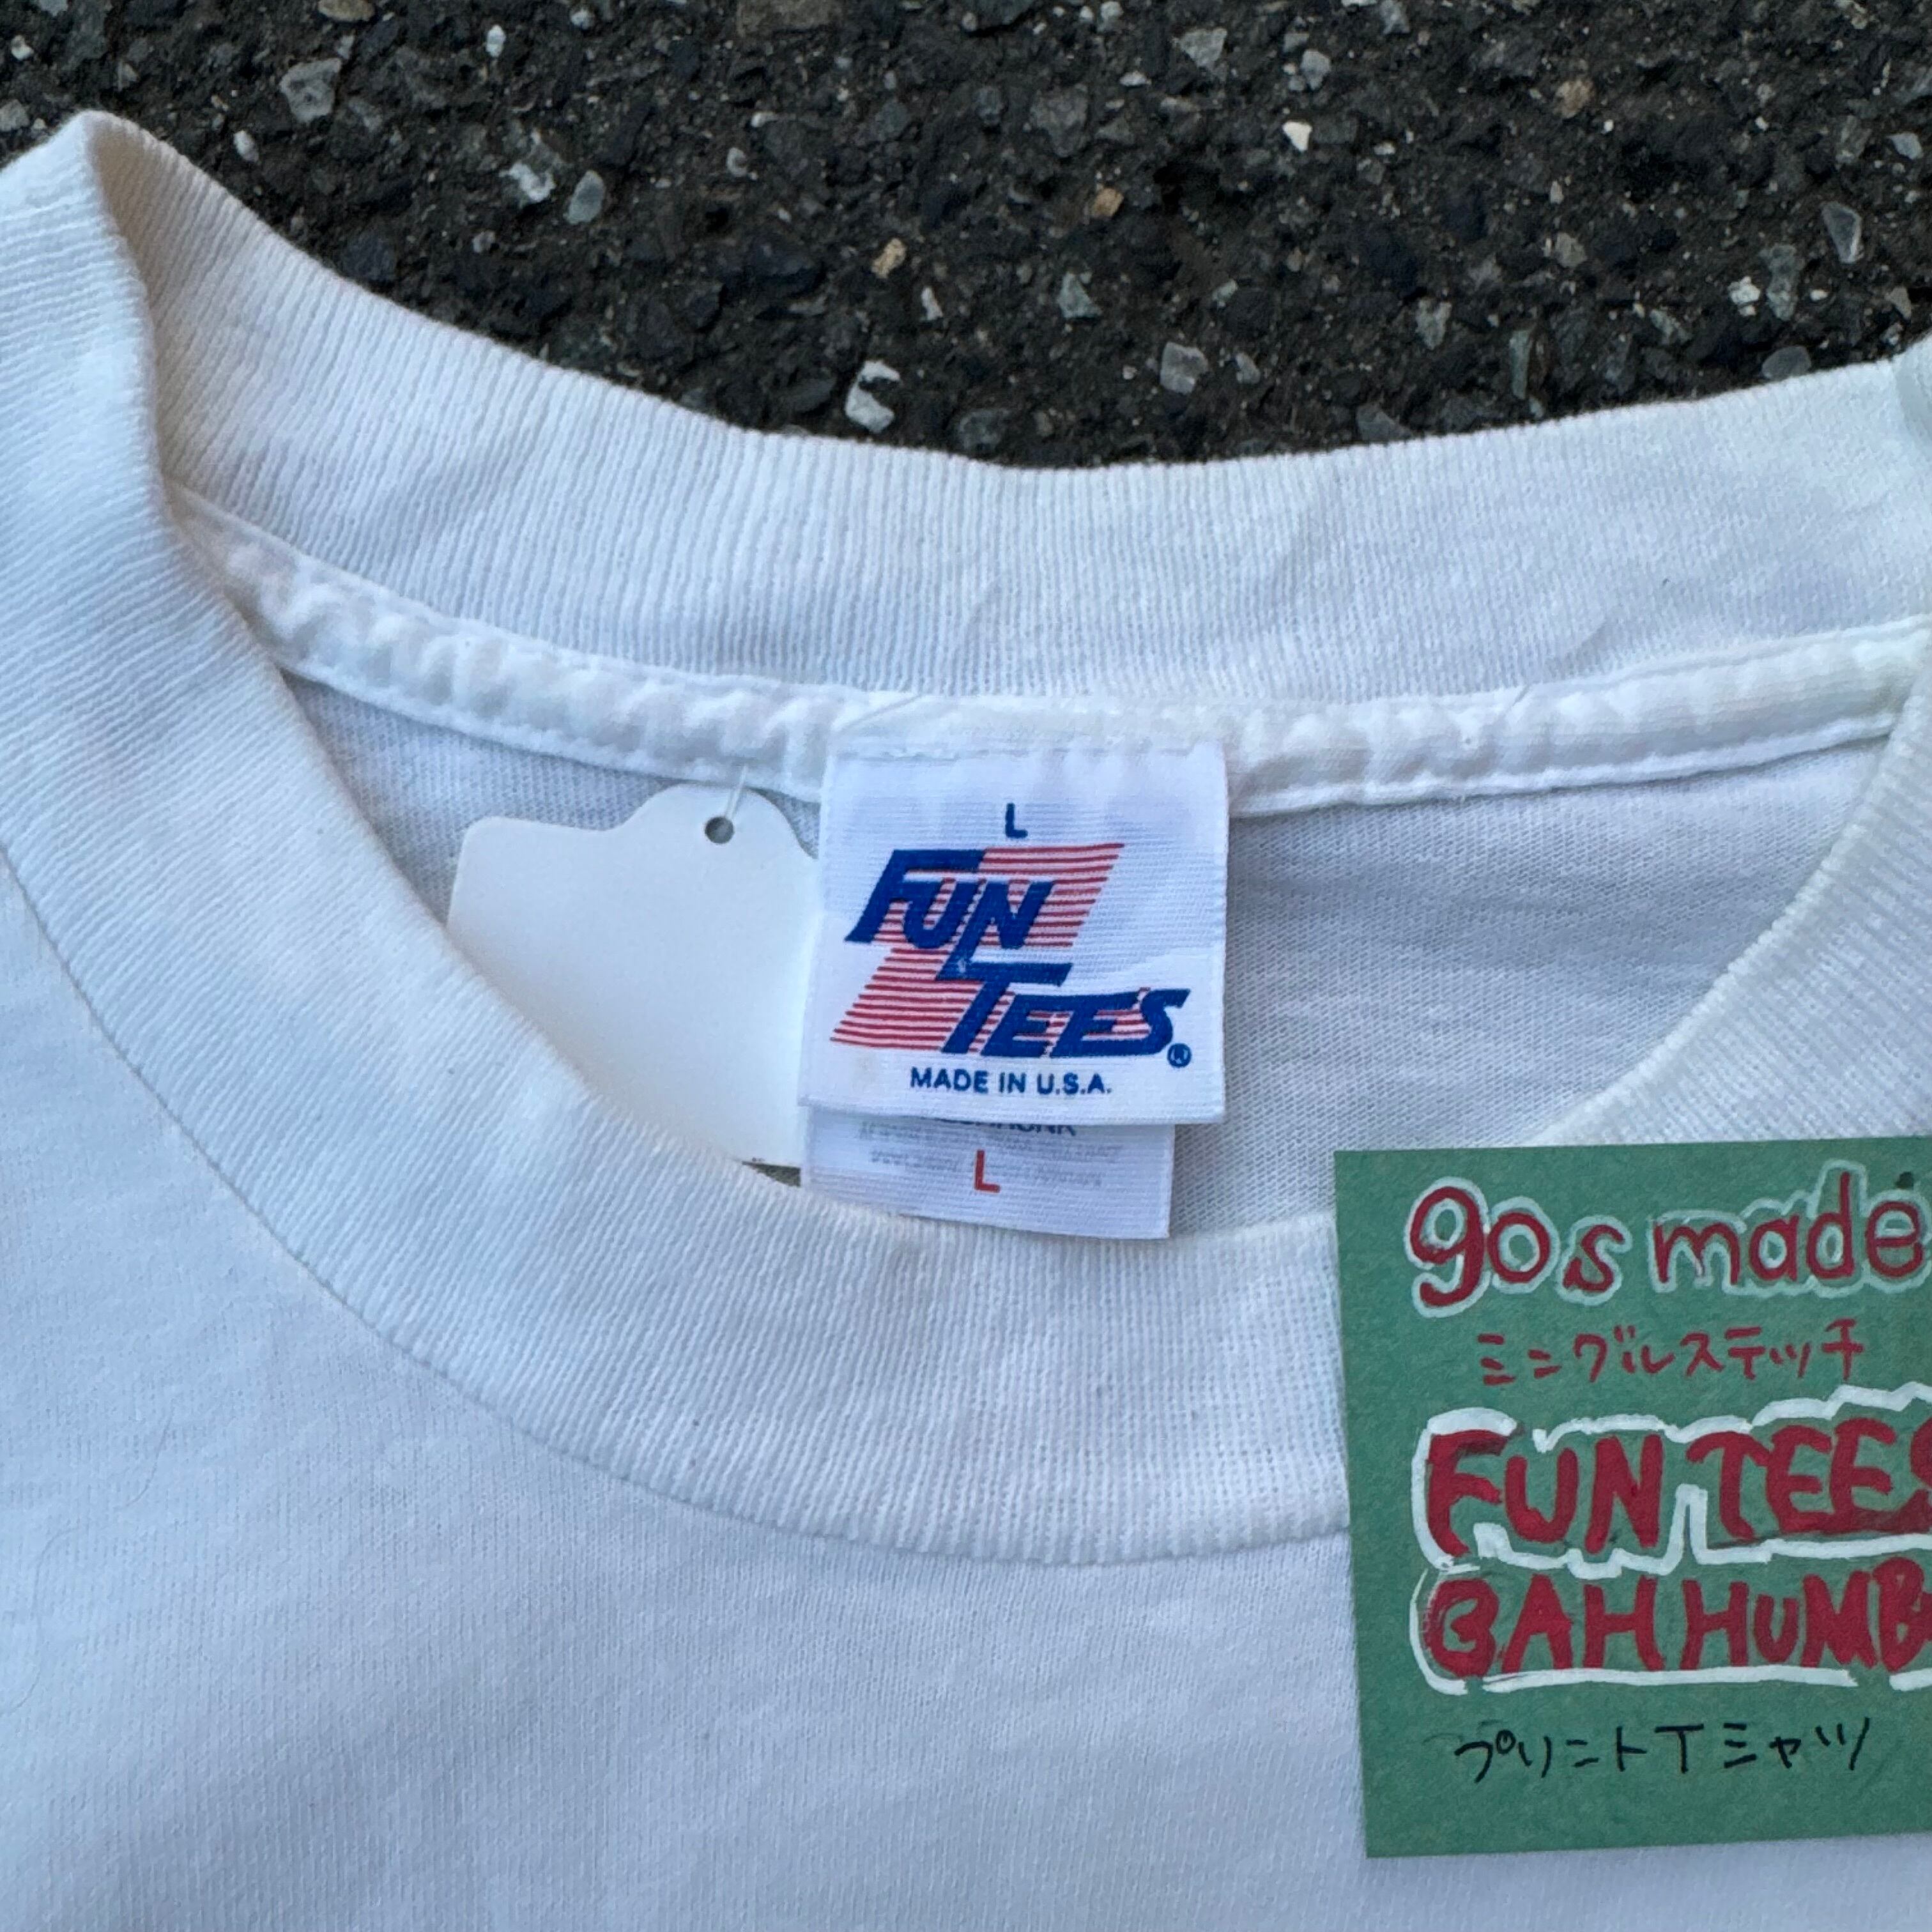 L
FUN
TEES®
MADE IN U.S.A.
L
90s made
シングルステッチ
FUN TEES
BAH HUMB
プリントTシャツ